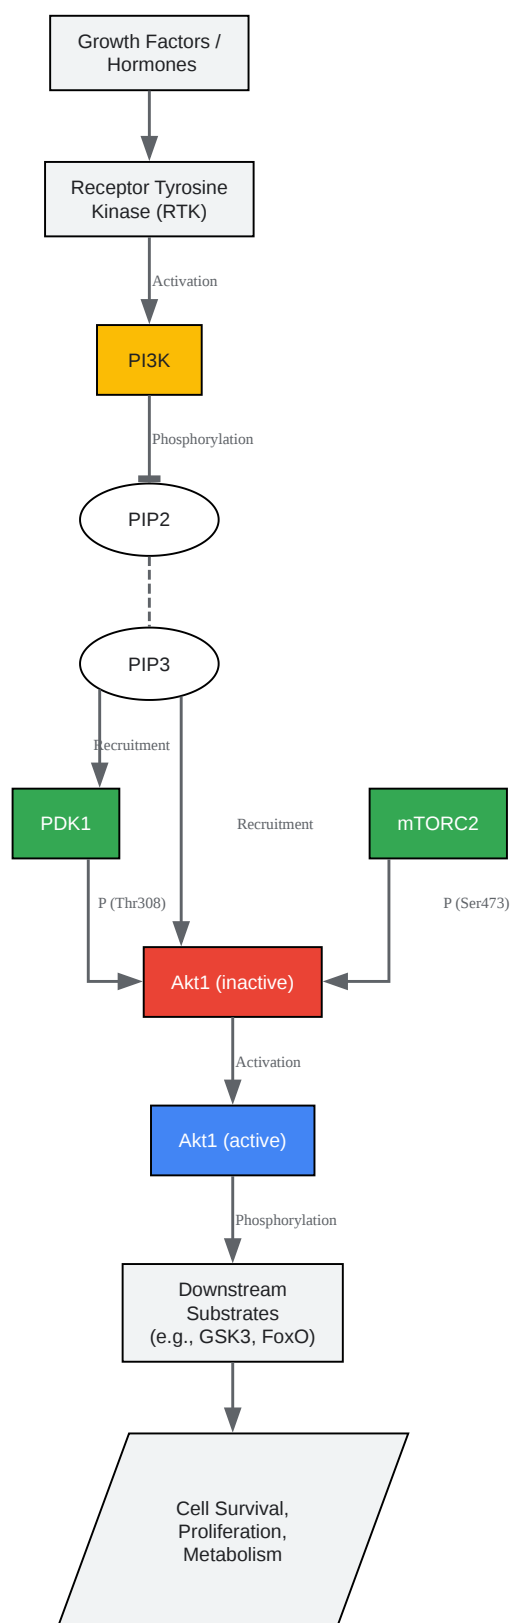 Growth Factors /
Hormones
Receptor Tyrosine
Kinase (RTK)
Activation
PI3K
Phosphorylation
PIP2
PIP3
Recruitment
PDK1
Recruitment
mTORC2
P (Thr308)
P (Ser473)
Akt1 (inactive)
Activation
Akt1 (active)
Phosphorylation
Downstream
Substrates
(e.g., GSK3, FoxO)
Cell Survival,
Proliferation,
Metabolism